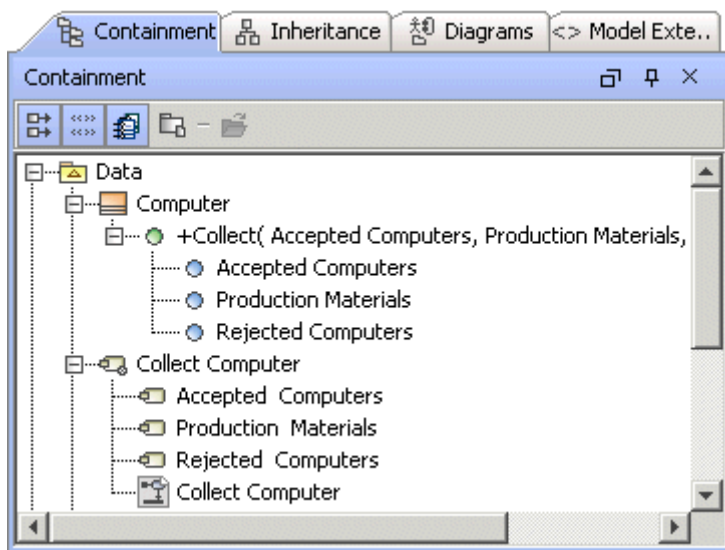 Containment Inheritance Diagrams <> Model Exte..
Containment
Data
Computer
+Collect( Accepted Computers, Production Materials,
Accepted Computers
Production Materials
Rejected Computers
Collect Computer
Accepted Computers
Production Materials
Rejected Computers
Collect Computer